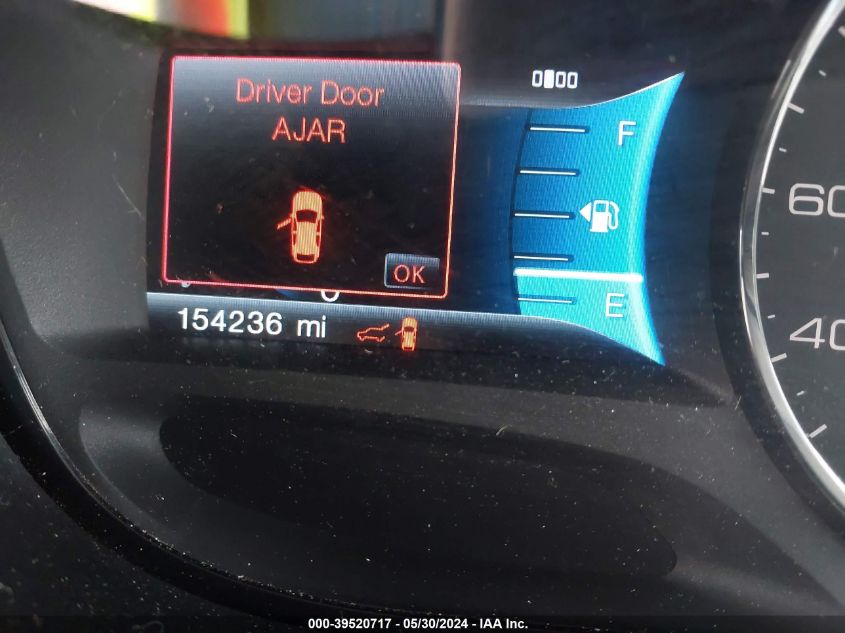 Driver Door
AJAR
OK
F
E
154236 mi
60
40
000-39520717 - 05/30/2024 - IAA Inc.